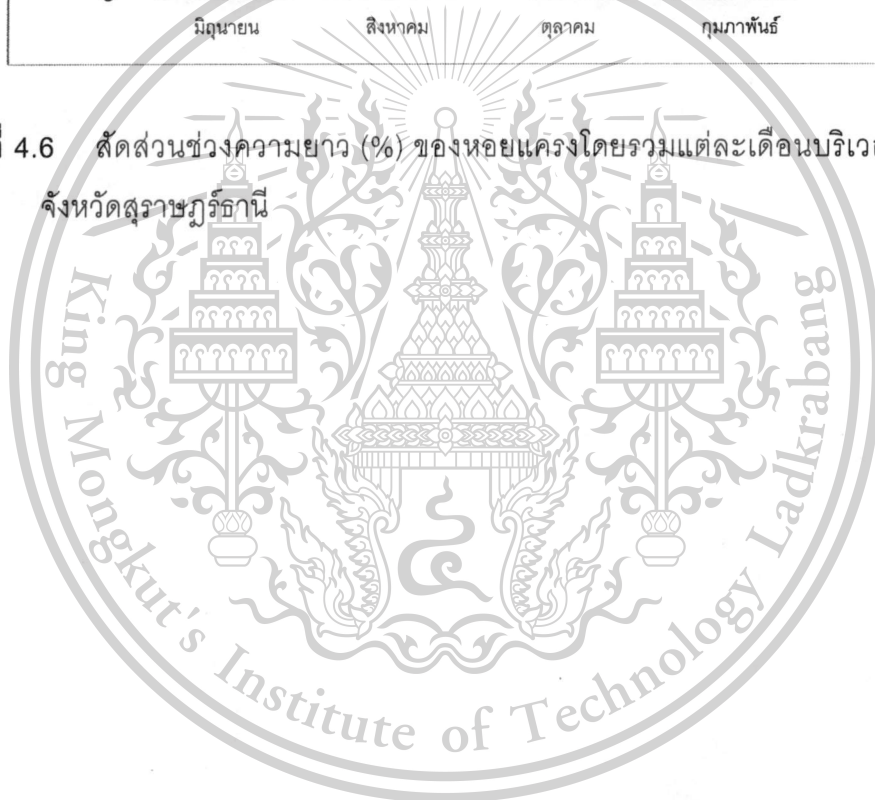 มิถุนายน สิงหาคม ตุลาคม กุมภาพันธ์
4.6 สัดส่วนช่วงความยาว (%) ของหอยแครงโดยรวมแต่ละเดือนบริเวณ
จังหวัดสุราษฎร์ธานี
King Mongkut's Institute of Technology Ladkrabang